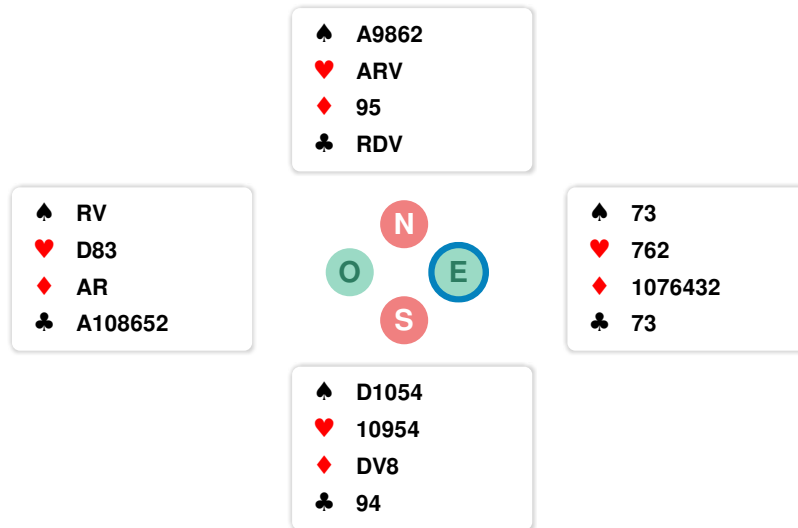 ♠ A9862
♥ ARV
♦ 95
♣ RDV
♠ RV
♥ D83
♦ AR
♣ A108652
N
O E
S
♠ 73
♥ 762
♦ 1076432
♣ 73
♠ D1054
♥ 10954
♦ DV8
♣ 94